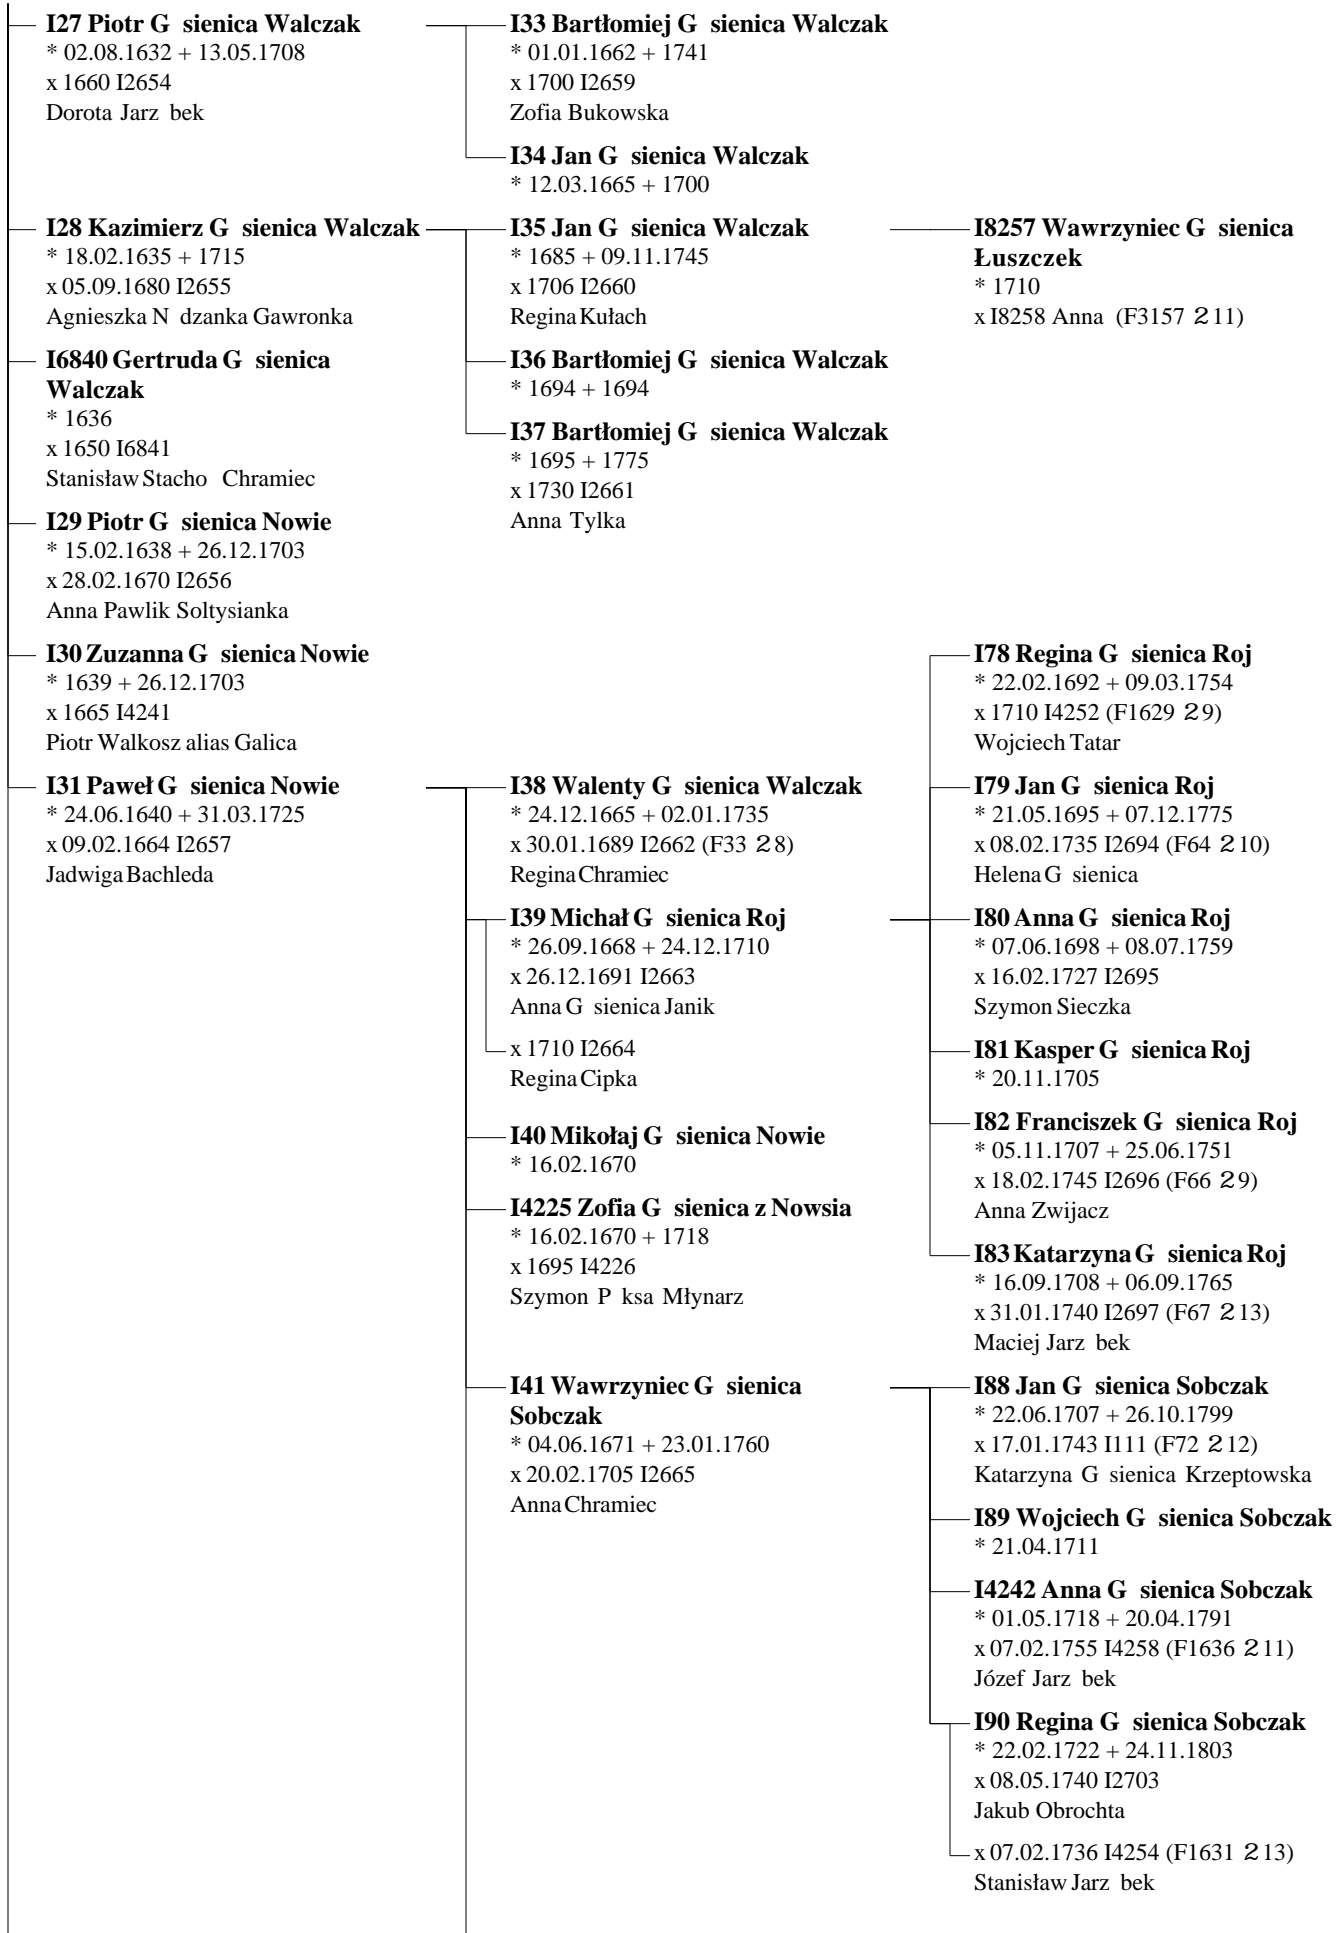 I27 Piotr G sienica Walczak
* 02.08.1632 + 13.05.1708
x 1660 I2654
Dorota Jarz bek
I28 Kazimierz G sienica Walczak
* 18.02.1635 + 1715
x 05.09.1680 I2655
Agnieszka N dzanka Gawronka
I6840 Gertruda G sienica
Walczak
* 1636
x 1650 I6841
Stanisław Stacho Chramiec
I29 Piotr G sienica Nowie
* 15.02.1638 + 26.12.1703
x 28.02.1670 I2656
Anna Pawlik Soltysianka
I30 Zuzanna G sienica Nowie
* 1639 + 26.12.1703
x 1665 I4241
Piotr Walkosz alias Galica
I31 Paweł G sienica Nowie
* 24.06.1640 + 31.03.1725
x 09.02.1664 I2657
Jadwiga Bachleda
I33 Bartłomiej G sienica Walczak
* 01.01.1662 + 1741
x 1700 I2659
Zofia Bukowska
I34 Jan G sienica Walczak
* 12.03.1665 + 1700
I35 Jan G sienica Walczak
* 1685 + 09.11.1745
x 1706 I2660
Regina Kułach
I36 Bartłomiej G sienica Walczak
* 1694 + 1694
I37 Bartłomiej G sienica Walczak
* 1695 + 1775
x 1730 I2661
Anna Tylka
I38 Walenty G sienica Walczak
* 24.12.1665 + 02.01.1735
x 30.01.1689 I2662 (F33 2 8)
Regina Chramiec
I39 Michał G sienica Roj
* 26.09.1668 + 24.12.1710
x 26.12.1691 I2663
Anna G sienica Janik
x 1710 I2664
Regina Cipka
I40 Mikołaj G sienica Nowie
* 16.02.1670
I4225 Zofia G sienica z Nowsia
* 16.02.1670 + 1718
x 1695 I4226
Szymon P ksa Młynarz
I41 Wawrzyniec G sienica
Sobczak
* 04.06.1671 + 23.01.1760
x 20.02.1705 I2665
Anna Chramiec
I8257 Wawrzyniec G sienica
Łuszczek
* 1710
x I8258 Anna (F3157 2 11)
I78 Regina G sienica Roj
* 22.02.1692 + 09.03.1754
x 1710 I4252 (F1629 2 9)
Wojciech Tatar
I79 Jan G sienica Roj
* 21.05.1695 + 07.12.1775
x 08.02.1735 I2694 (F64 2 10)
Helena G sienica
I80 Anna G sienica Roj
* 07.06.1698 + 08.07.1759
x 16.02.1727 I2695
Szymon Sieczka
I81 Kasper G sienica Roj
* 20.11.1705
I82 Franciszek G sienica Roj
* 05.11.1707 + 25.06.1751
x 18.02.1745 I2696 (F66 2 9)
Anna Zwijacz
I83 Katarzyna G sienica Roj
* 16.09.1708 + 06.09.1765
x 31.01.1740 I2697 (F67 2 13)
Maciej Jarz bek
I88 Jan G sienica Sobczak
* 22.06.1707 + 26.10.1799
x 17.01.1743 I111 (F72 2 12)
Katarzyna G sienica Krzeptowska
I89 Wojciech G sienica Sobczak
* 21.04.1711
I4242 Anna G sienica Sobczak
* 01.05.1718 + 20.04.1791
x 07.02.1755 I4258 (F1636 2 11)
Józef Jarz bek
I90 Regina G sienica Sobczak
* 22.02.1722 + 24.11.1803
x 08.05.1740 I2703
Jakub Obrochta
x 07.02.1736 I4254 (F1631 2 13)
Stanisław Jarz bek